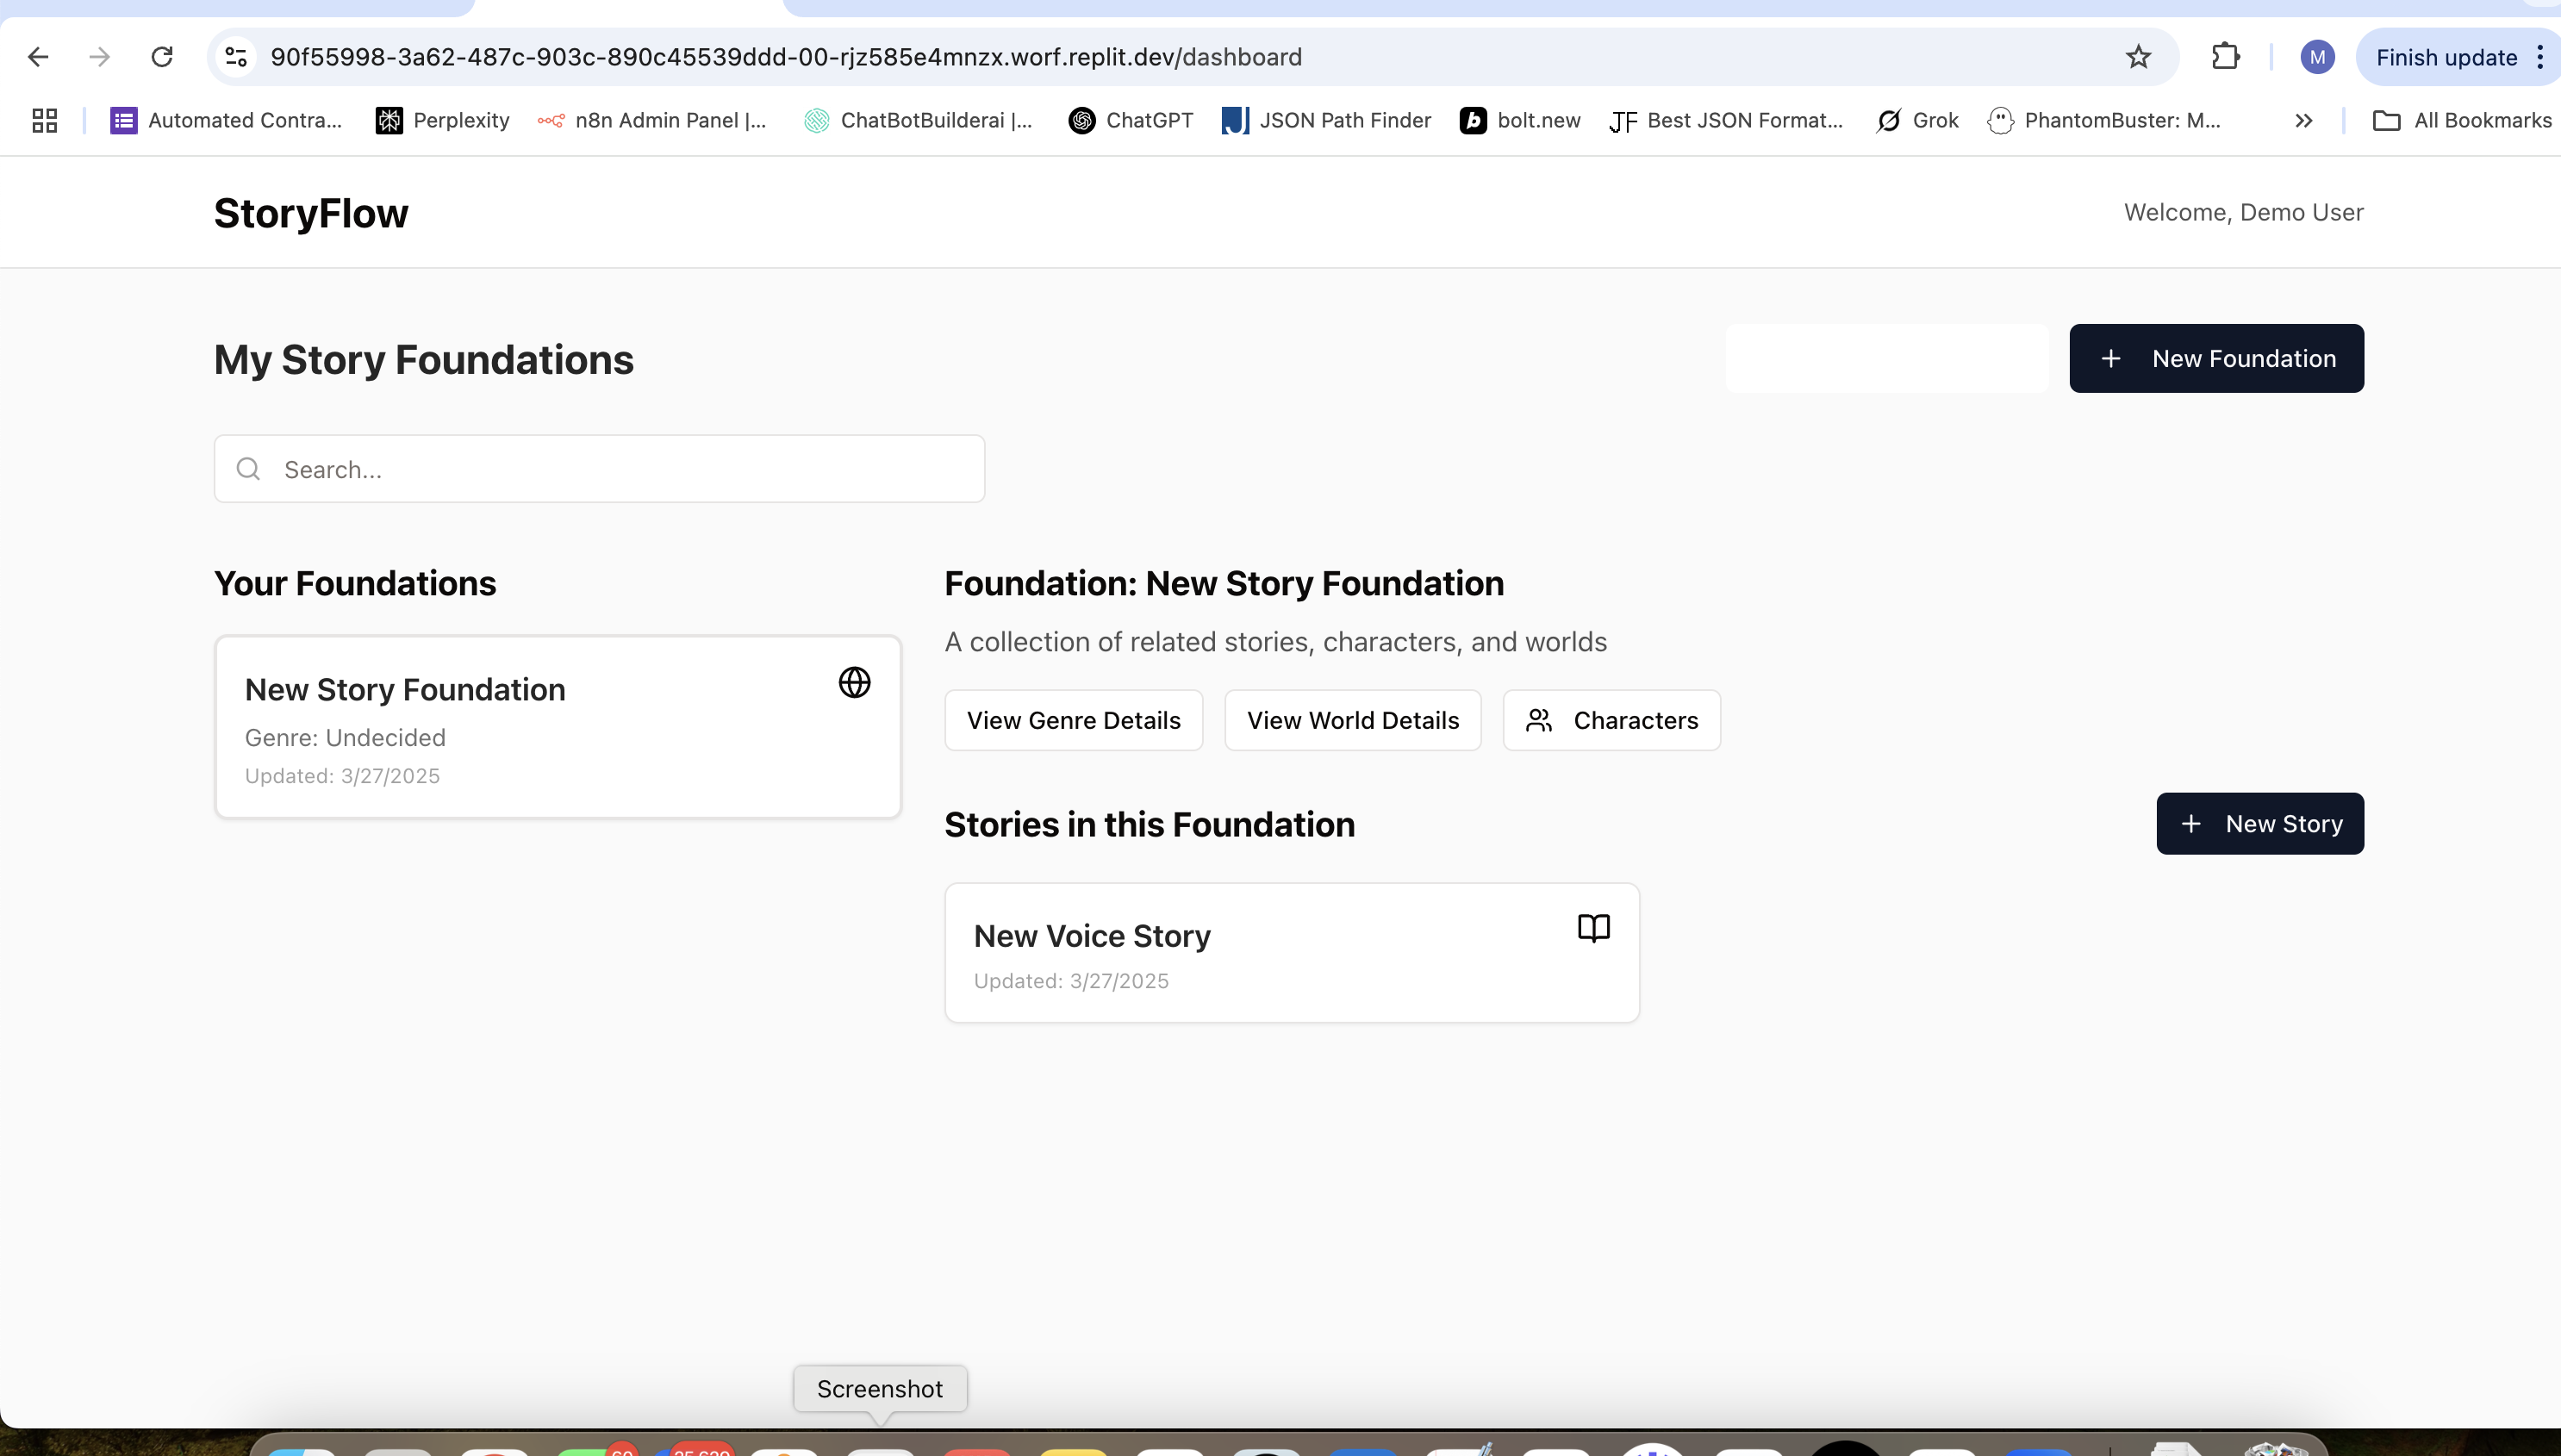 90f55998-3a62-487c-903c-890c45539ddd-00-rjz585e4mnzx.worf.replit.dev/dashboard
M
Finish update
Automated Contra...
Perplexity
n8n Admin Panel |...
ChatBotBuilderai |...
ChatGPT
JSON Path Finder
bolt.new
Best JSON Format...
Grok
PhantomBuster: M...
All Bookmarks
StoryFlow
Welcome, Demo User
My Story Foundations
New Foundation
Search...
Your Foundations
Foundation: New Story Foundation
A collection of related stories, characters, and worlds
New Story Foundation
Genre: Undecided
Updated: 3/27/2025
View Genre Details
View World Details
Characters
Stories in this Foundation
New Story
New Voice Story
Updated: 3/27/2025
Screenshot